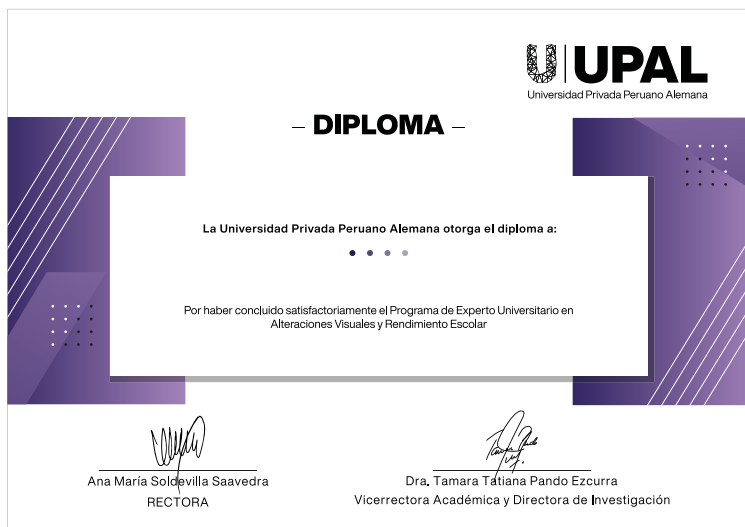 UPAL
Universidad Privada Peruano Alemana
– DIPLOMA –
La Universidad Privada Peruano Alemana otorga el diploma a:
Por haber concluido satisfactoriamente el Programa de Experto Universitario en
Alteraciones Visuales y Rendimiento Escolar
Ana María Soldevilla Saavedra
RECTORA
Dra. Tamara Tatiana Pando Ezcurra
Vicerrectora Académica y Directora de Investigación